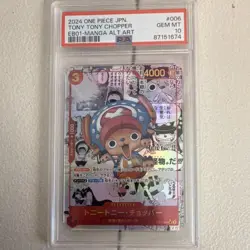 2024 ONE PIECE JPN.
#006
TONY TONY CHOPPER
GEM MT
EB01-MANGA ALT ART
10
PSA
87151674
3
4000
トニートニー・チョッパー